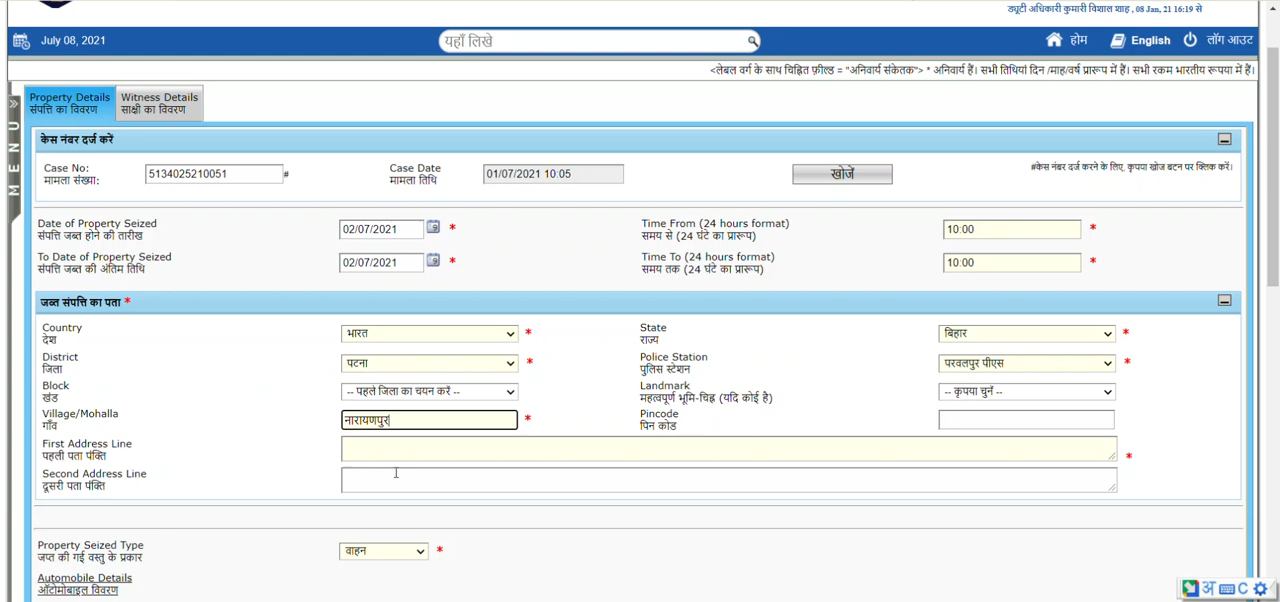 ड्यूटी अधिकारी कुमारी विशाल शाह , 08 Jan, 21 16:19 से
July 08, 2021
यहाँ लिखे
होम
English
लॉग आउट
<लेबल वर्ग के साथ चिह्नित फ़ील्ड = "अनिवार्य संकेतक"> * अनिवार्य हैं। सभी तिथियां दिन /माह/वर्ष प्रारूप में हैं। सभी रकम भारतीय रूपया में हैं।
MENU
Property Details
संपत्ति का विवरण
Witness Details
साक्षी का विवरण
केस नंबर दर्ज करें
Case No:
मामला संख्या:
5134025210051
#
Case Date
मामला तिथि
01/07/2021 10:05
खोजें
#केस नंबर दर्ज करने के लिए, कृपया खोज बटन पर क्लिक करें।
Date of Property Seized
संपत्ति जब्त होने की तारीख
02/07/2021
*
Time From (24 hours format)
समय से (24 घंटे का प्रारूप)
10:00
*
To Date of Property Seized
संपत्ति जब्त की अंतिम तिथि
02/07/2021
*
Time To (24 hours format)
समय तक (24 घंटे का प्रारूप)
10:00
*
जब्त संपत्ति का पता *
Country
देश
भारत
*
State
राज्य
बिहार
*
District
जिला
पटना
*
Police Station
पुलिस स्टेशन
परवलपुर पीएस
*
Block
खंड
-- पहले जिला का चयन करें --
Landmark
महत्वपूर्ण भूमि-चिह्न (यदि कोई है)
-- कृपया चुनें --
Village/Mohalla
गाँव
नारायणपुर
*
Pincode
पिन कोड
First Address Line
पहली पता पंक्ति
*
Second Address Line
दूसरी पता पंक्ति
Property Seized Type
जप्त की गई वस्तु के प्रकार
वाहन
*
Automobile Details
ऑटोमोबाइल विवरण
अ
C